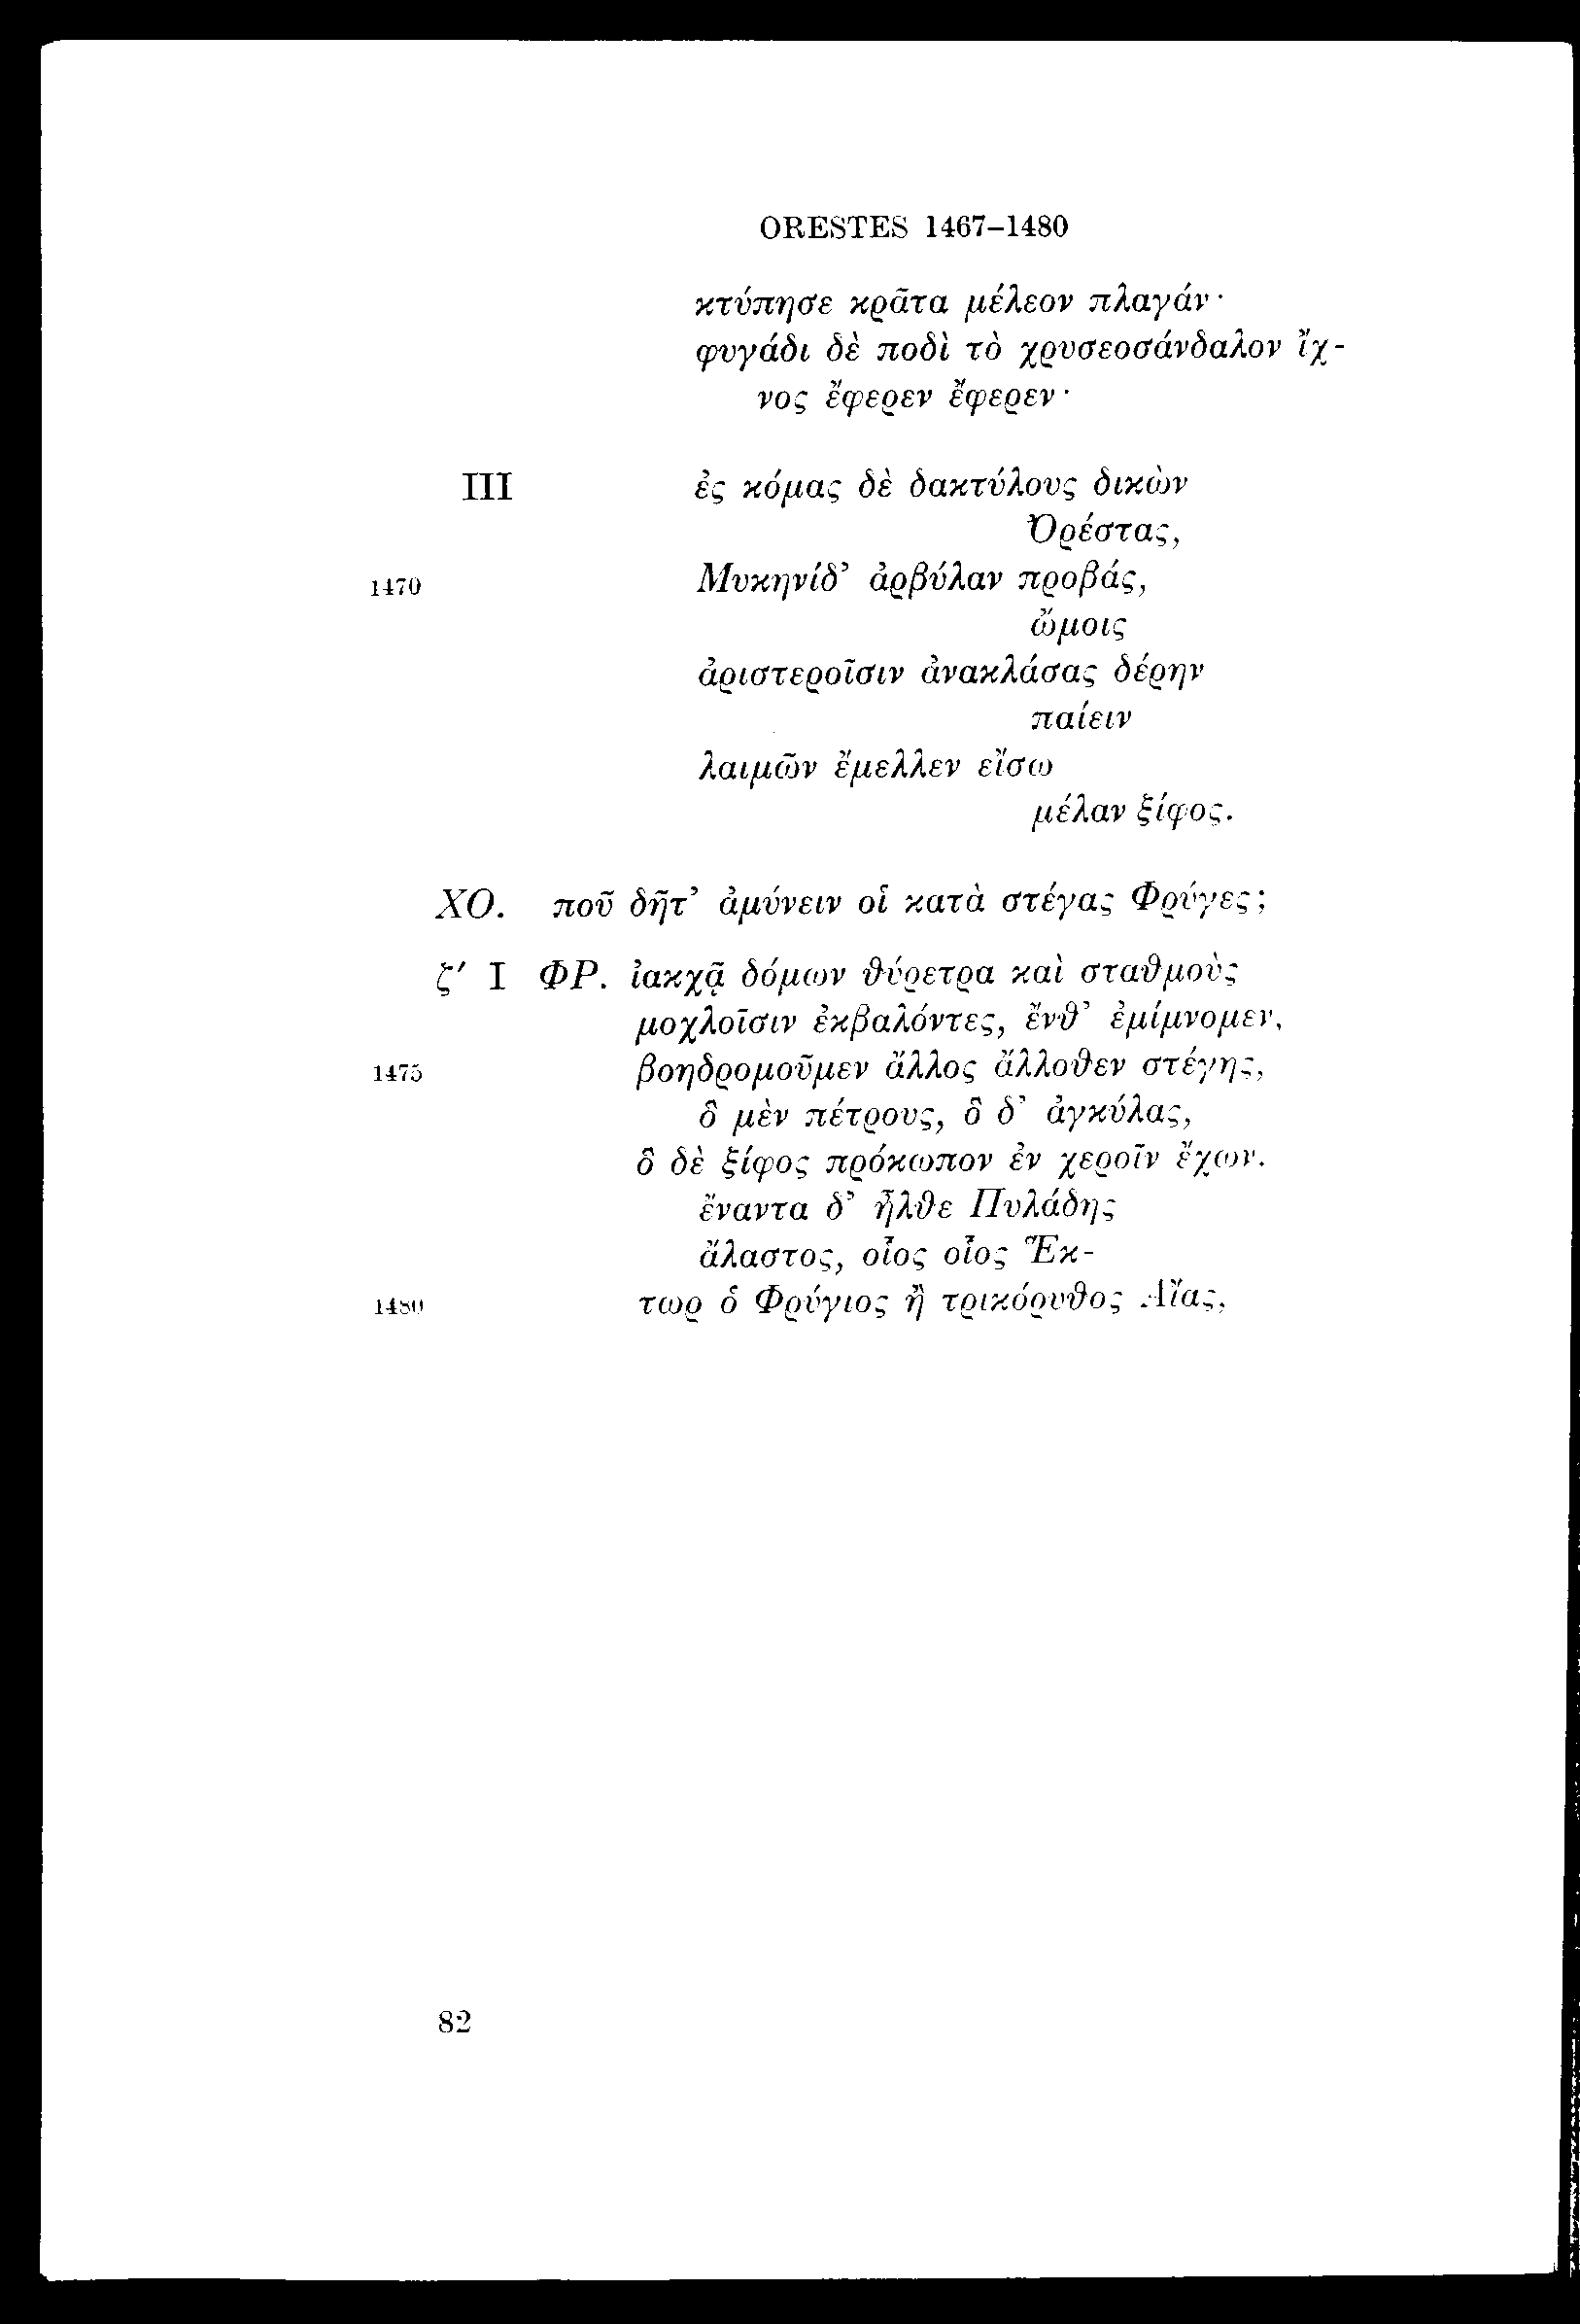 ORESTES 1467–1480
κτύπησε κρᾶτα μέλεον πλαγάν·
φυγάδι δὲ ποδὶ τὸ χρυσεοσάνδαλον ἴχ-
νος ἔφερεν ἔφερεν·
III ἐς κόμας δὲ δακτύλους δικὼν
Ὀρέστας,
1470 Μυκηνίδ’ ἀρβύλαν προβάς,
ὤμοις
ἀριστεροῖσιν ἀνακλάσας δέρην
παίειν
λαιμῶν ἔμελλεν εἴσω
μέλαν ξίφος.
ΧΟ. ποῦ δῆτ’ ἀμύνειν οἱ κατὰ στέγας Φρύγες;
ζ′ I ΦΡ. ἰακχᾷ δόμων θύρετρα καὶ σταθμοὺς
μοχλοῖσιν ἐκβαλόντες, ἔνθ’ ἐμίμνομεν,
1475 βοηδρομοῦμεν ἄλλος ἄλλοθεν στέγης,
ὃ μὲν πέτρους, ὃ δ’ ἀγκύλας,
ὃ δὲ ξίφος πρόκωπον ἐν χεροῖν ἔχων.
ἔναντα δ’ ἦλθε Πυλάδης
ἄλαστος, οἷος οἷος Ἕκ-
1480 τωρ ὁ Φρύγιος ἢ τρικόρυθος Αἴας,
82